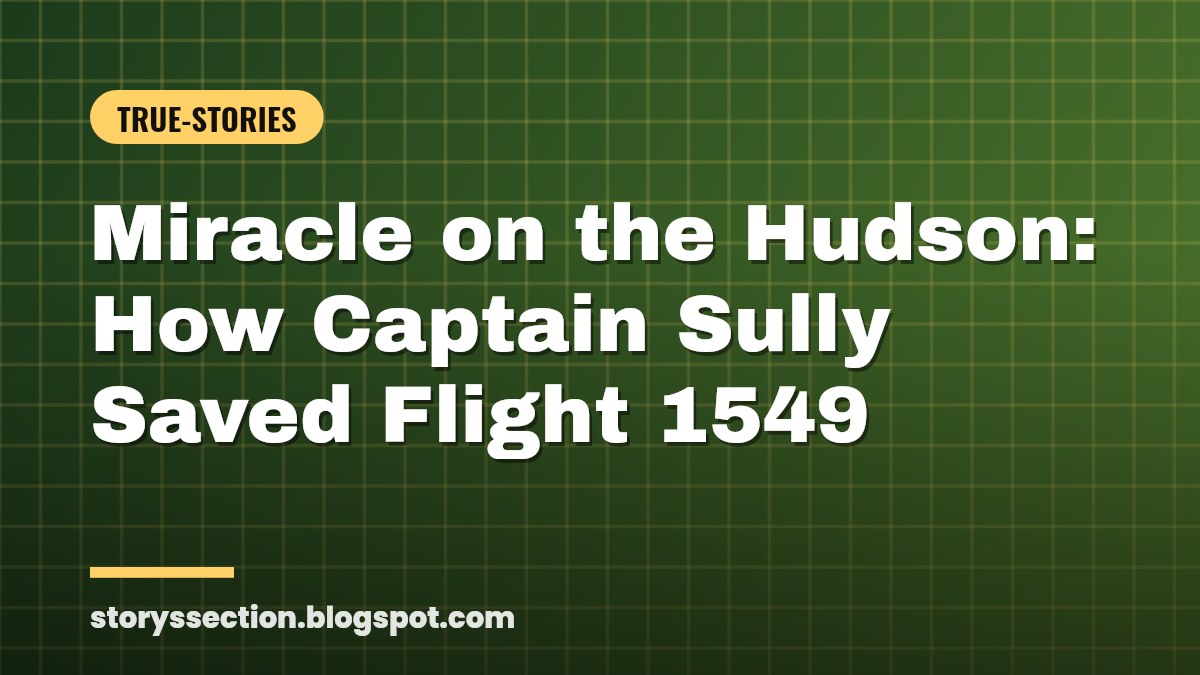 TRUE-STORIES
Miracle on the Hudson:
How Captain Sully
Saved Flight 1549
storyssection.blogspot.com